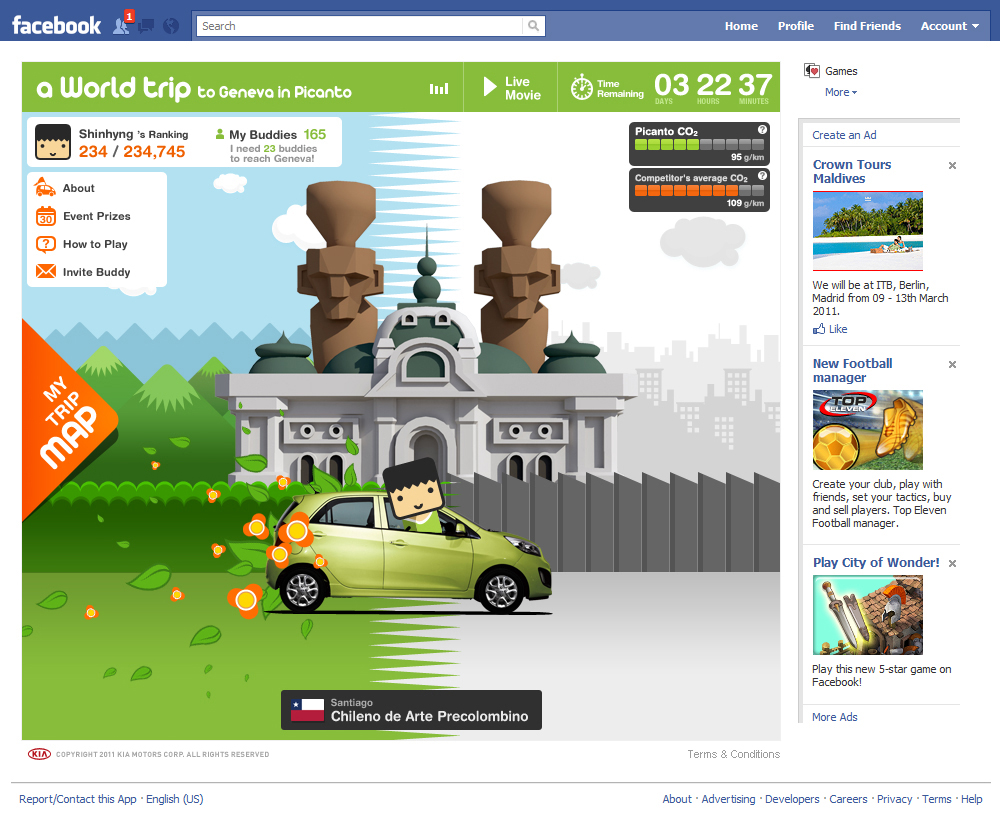 facebook
1
Search
Home
Profile
Find Friends
Account
a World trip to Geneva in Picanto
Live
Movie
Time
Remaining
03 22 37
DAYS HOURS MINUTES
Games
More
Shinhyng 's Ranking
234 / 234,745
My Buddies 165
I need 23 buddies
to reach Geneva!
Picanto CO2
?
95 g/km
Competitor's average CO2
?
109 g/km
About
30
Event Prizes
?
How to Play
Invite Buddy
MY
TRIP
MAP
Santiago
Chileno de Arte Precolombino
KIA
COPYRIGHT 2011 KIA MOTORS CORP. ALL RIGHTS RESERVED
Terms & Conditions
Create an Ad
Crown Tours
Maldives
We will be at ITB, Berlin,
Madrid from 09 - 13th March
2011.
Like
New Football
manager
TOP
ELEVEN
Create your club, play with
friends, set your tactics, buy
and sell players. Top Eleven
Football manager.
Play City of Wonder!
Play this new 5-star game on
Facebook!
More Ads
Report/Contact this App · English (US)
About · Advertising · Developers · Careers · Privacy · Terms · Help